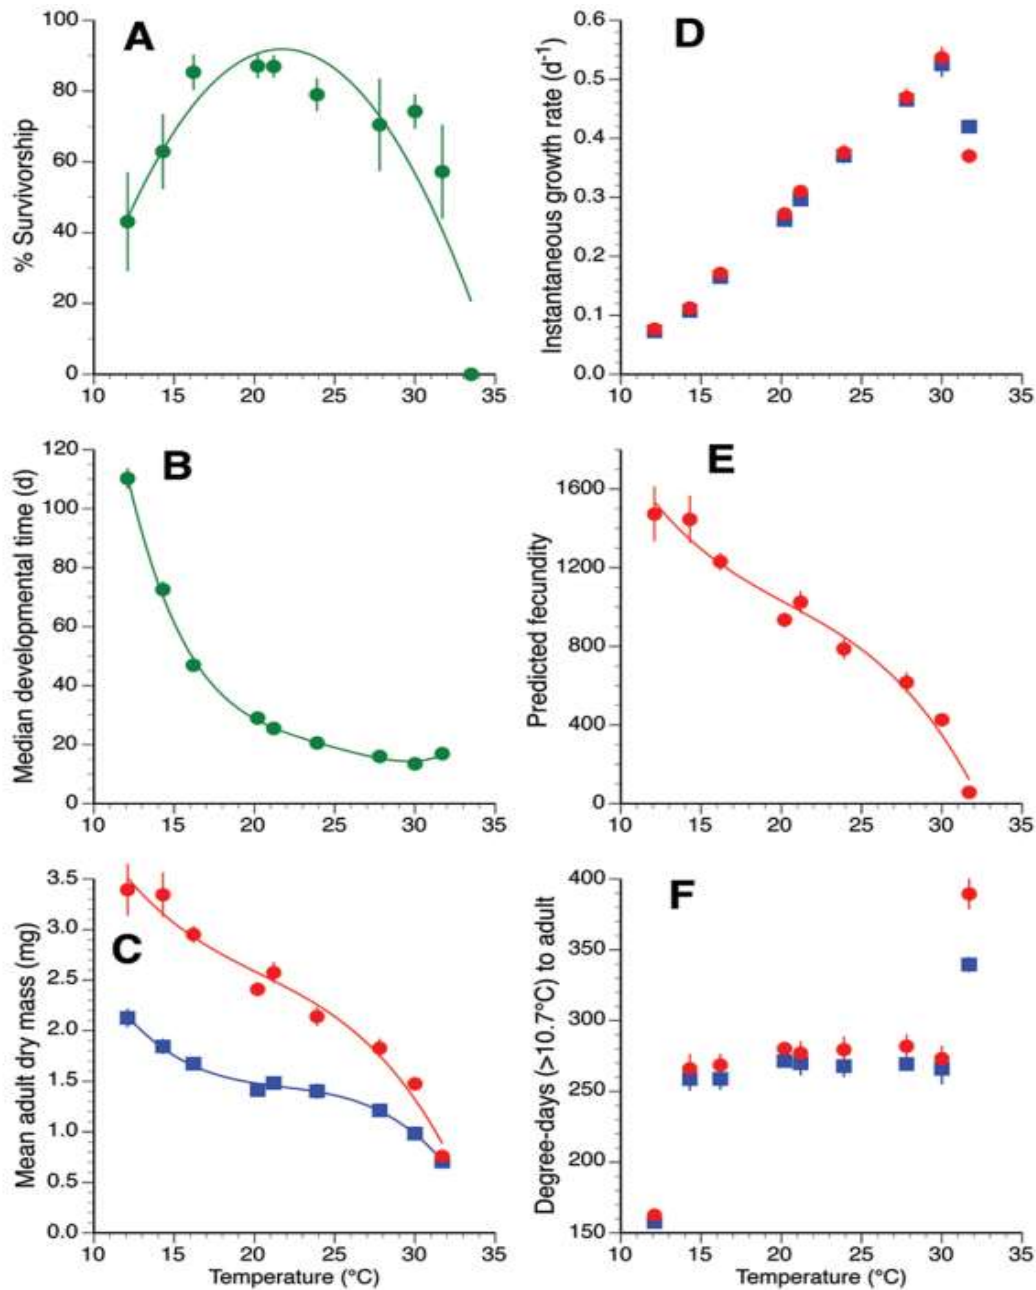 A
% Survivorship
100
80
60
40
20
0
10 15 20 25 30 35
D
Instantaneous growth rate (d⁻¹)
0.6
0.5
0.4
0.3
0.2
0.1
0.0
10 15 20 25 30 35
B
Median developmental time (d)
120
100
80
60
40
20
0
10 15 20 25 30 35
E
Predicted fecundity
1600
1200
800
400
0
10 15 20 25 30 35
C
Mean adult dry mass (mg)
3.5
3.0
2.5
2.0
1.5
1.0
0.5
0.0
10 15 20 25 30 35
Temperature (°C)
F
Degree-days (>10.7°C) to adult
400
350
300
250
200
150
10 15 20 25 30 35
Temperature (°C)